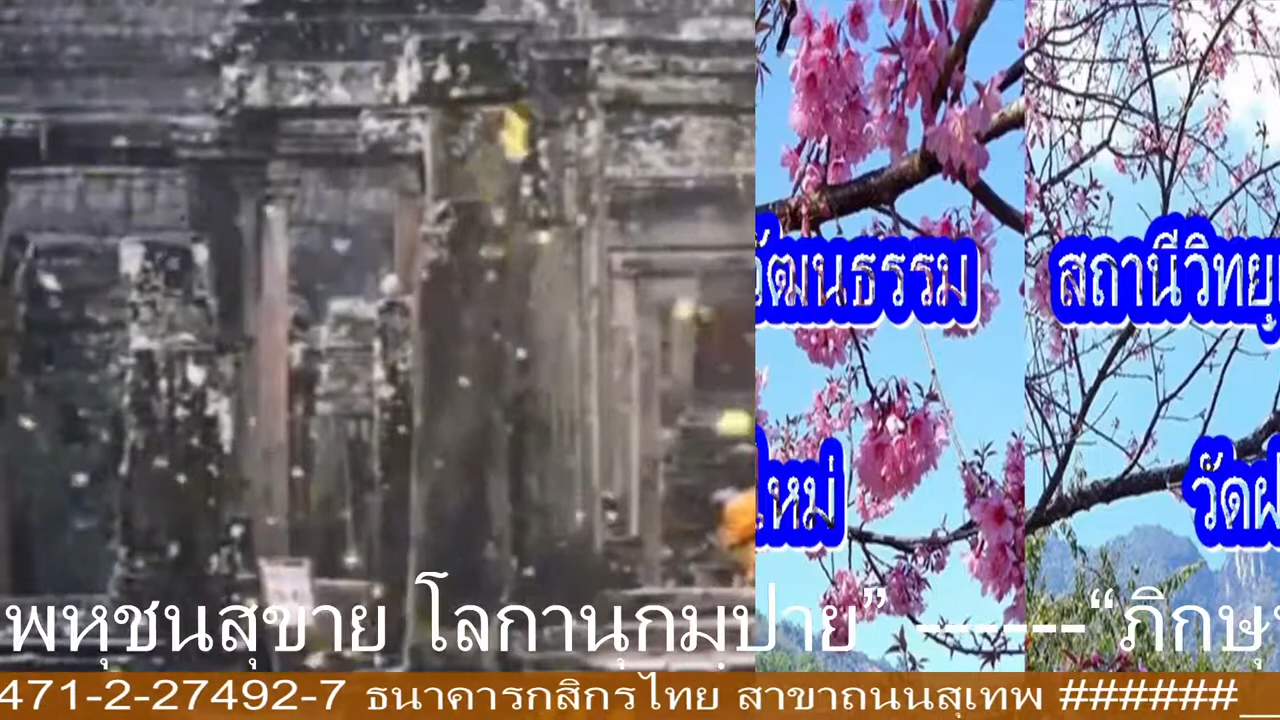 วัฒนธรรม สถานีวิทยุ
ใหม่ วัดฝ
พหุชนสุขาย โลกานุกมฺปาย” ------ “ภิกษุ
471-2-27492-7 ธนาคารกสิกรไทย สาขาถนนสุเทพ ######_